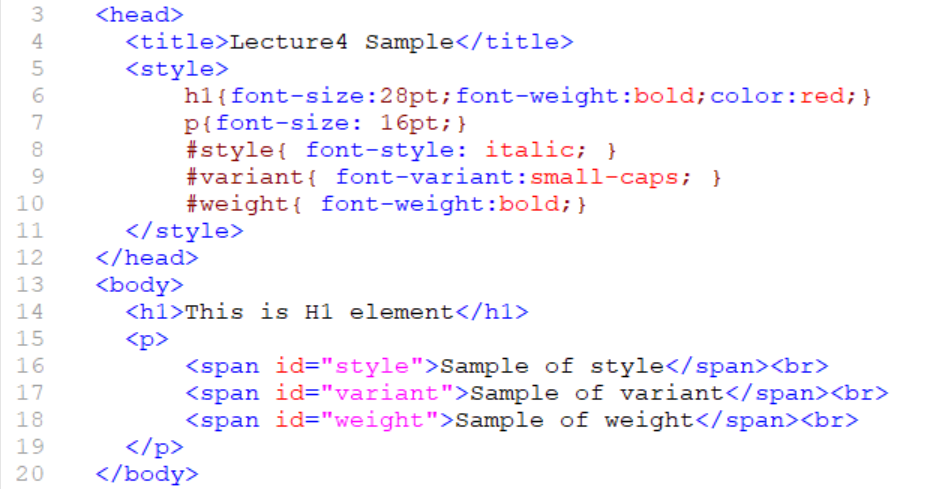 3 <head>
4 <title>Lecture4 Sample</title>
5 <style>
6 h1{font-size:28pt;font-weight:bold;color:red;}
7 p{font-size: 16pt;}
8 #style{ font-style: italic; }
9 #variant{ font-variant:small-caps; }
10 #weight{ font-weight:bold;}
11 </style>
12 </head>
13 <body>
14 <h1>This is H1 element</h1>
15 <p>
16 <span id="style">Sample of style</span><br>
17 <span id="variant">Sample of variant</span><br>
18 <span id="weight">Sample of weight</span><br>
19 </p>
20 </body>